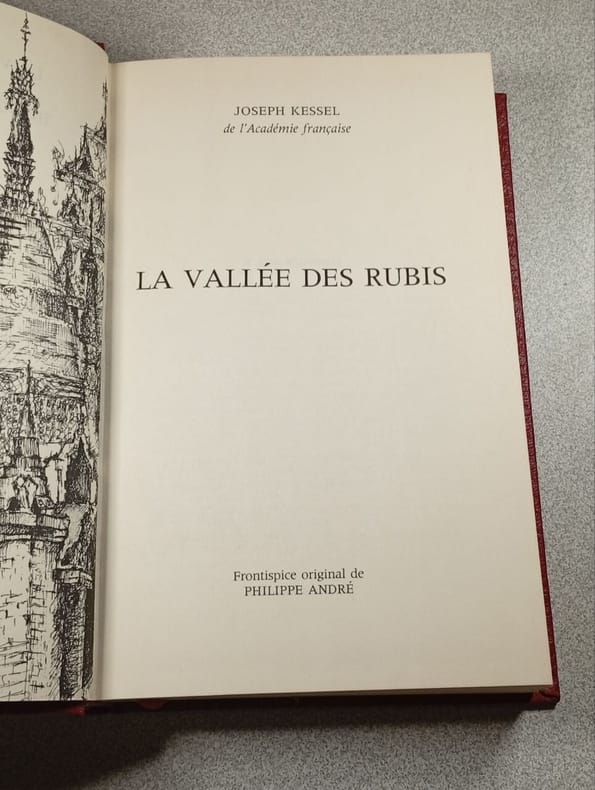 JOSEPH KESSEL
de l'Académie française
LA VALLÉE DES RUBIS
Frontispice original de
PHILIPPE ANDRÉ